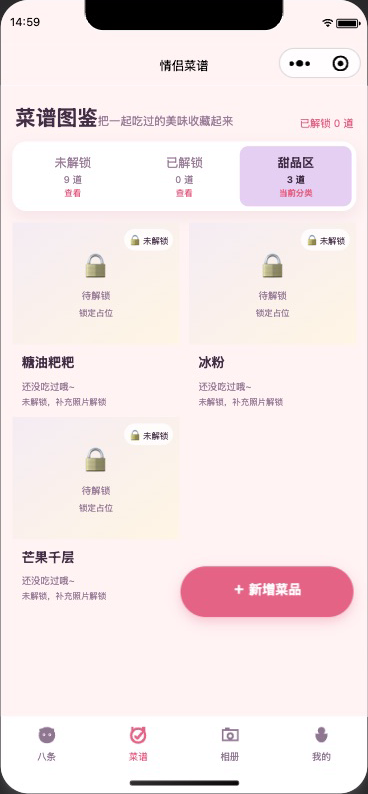 14:59
情侣菜谱
菜谱图鉴把一起吃过的美味收藏起来
已解锁 0 道
未解锁 已解锁 甜品区
9 道 0 道 3 道
查看 查看 当前分类
未解锁 未解锁
待解锁 待解锁
锁定占位 锁定占位
糖油粑粑 冰粉
还没吃过哦~ 还没吃过哦~
未解锁，补充照片解锁 未解锁，补充照片解锁
未解锁
待解锁
锁定占位
芒果千层
还没吃过哦~
未解锁，补充照片解锁
+ 新增菜品
八条 菜谱 相册 我的